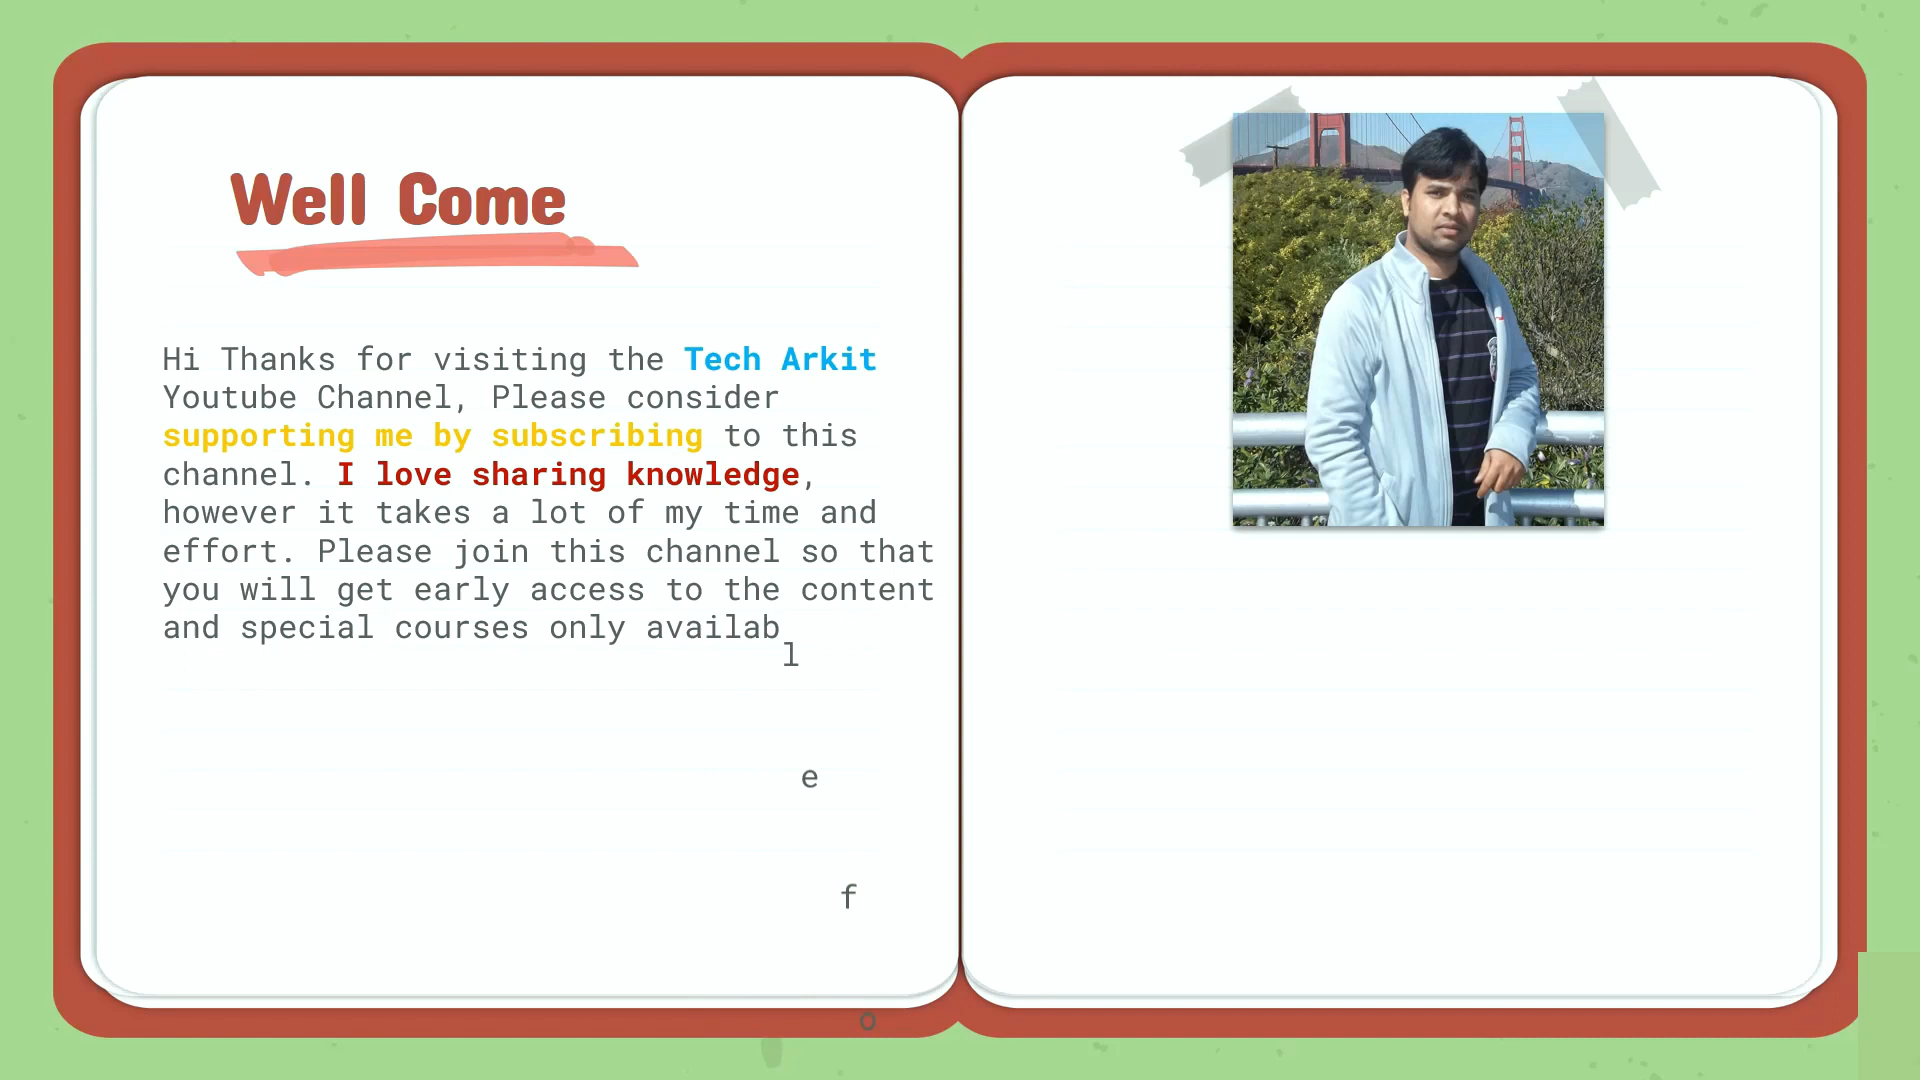 Well Come
Hi Thanks for visiting the Tech Arkit
Youtube Channel, Please consider
supporting me by subscribing to this
channel. I love sharing knowledge,
however it takes a lot of my time and
effort. Please join this channel so that
you will get early access to the content
and special courses only availab
l
e
f
o